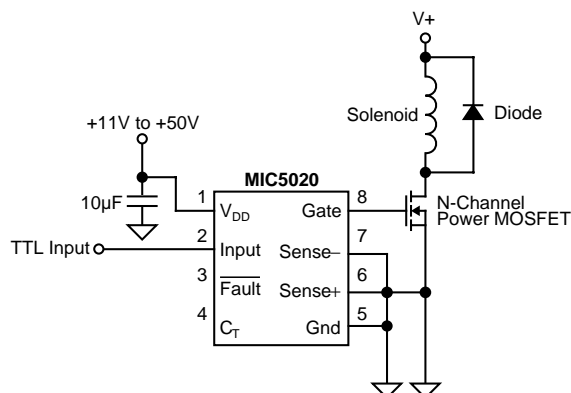 V+
Solenoid
Diode
+11V to +50V
10µF
MIC5020
1
VDD
Gate
8
N-Channel
Power MOSFET
TTL Input
2
Input
Sense−
7
3
Fault
Sense+
6
4
CT
Gnd
5